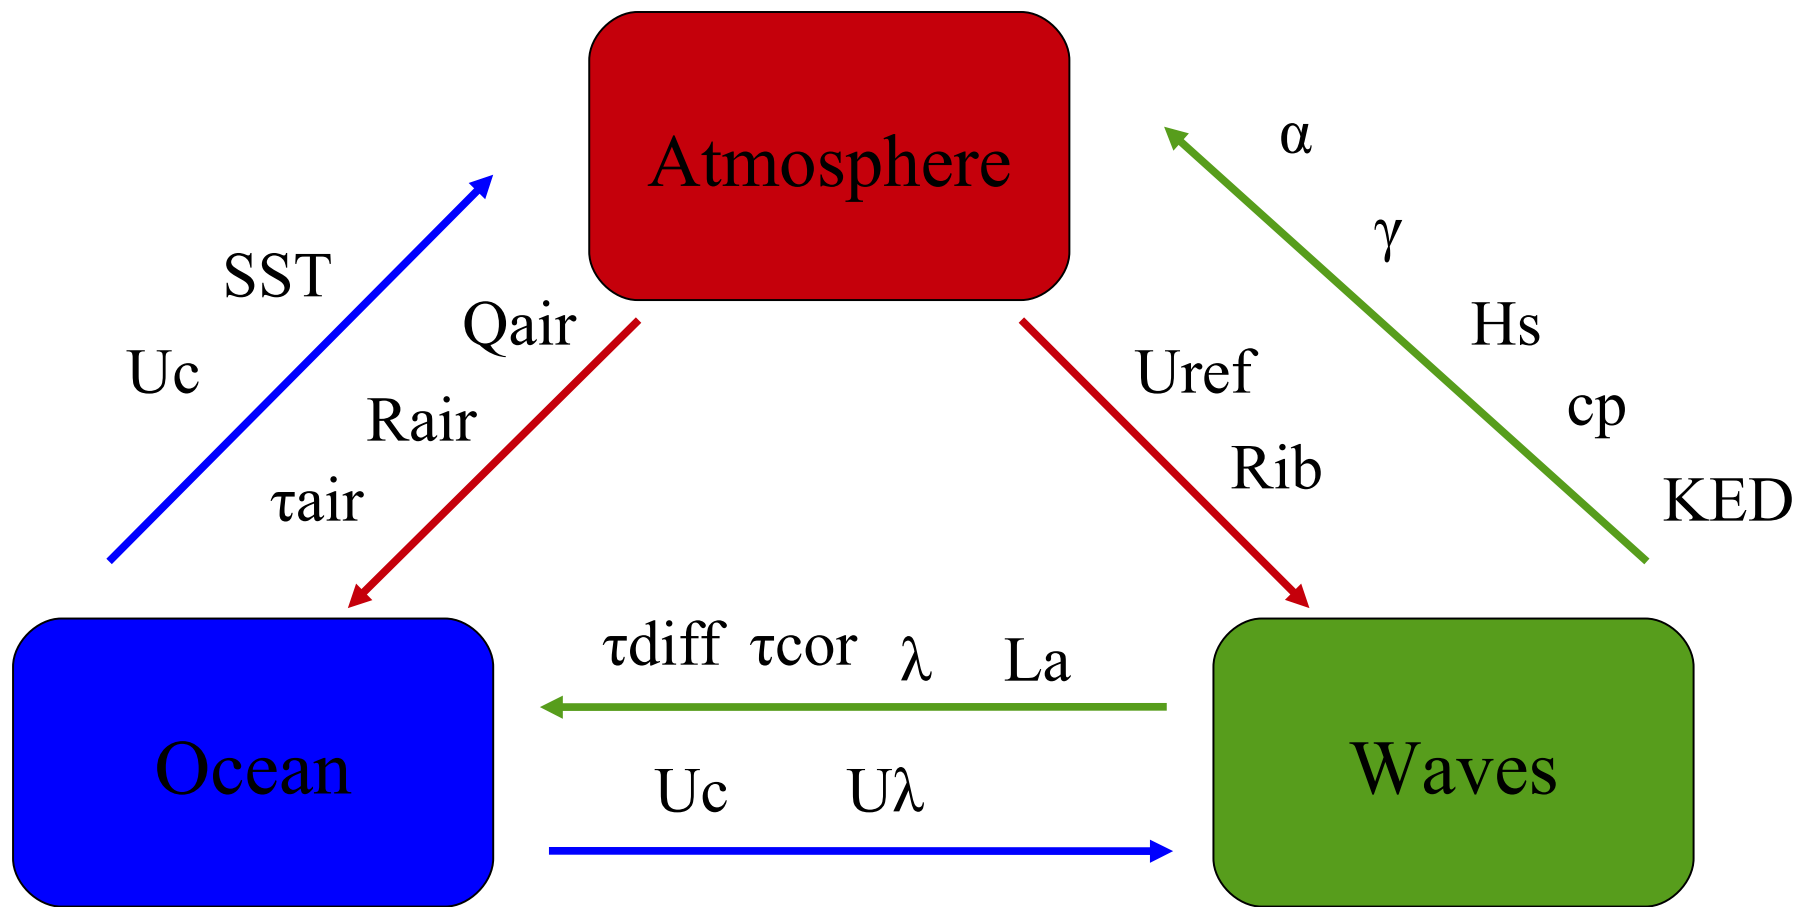 Atmosphere
α
γ
SST
Qair
Hs
Uc
Uref
Rair
cp
Rib
τair
KED
τdiff τcor λ La
Ocean
Uc Uλ
Waves